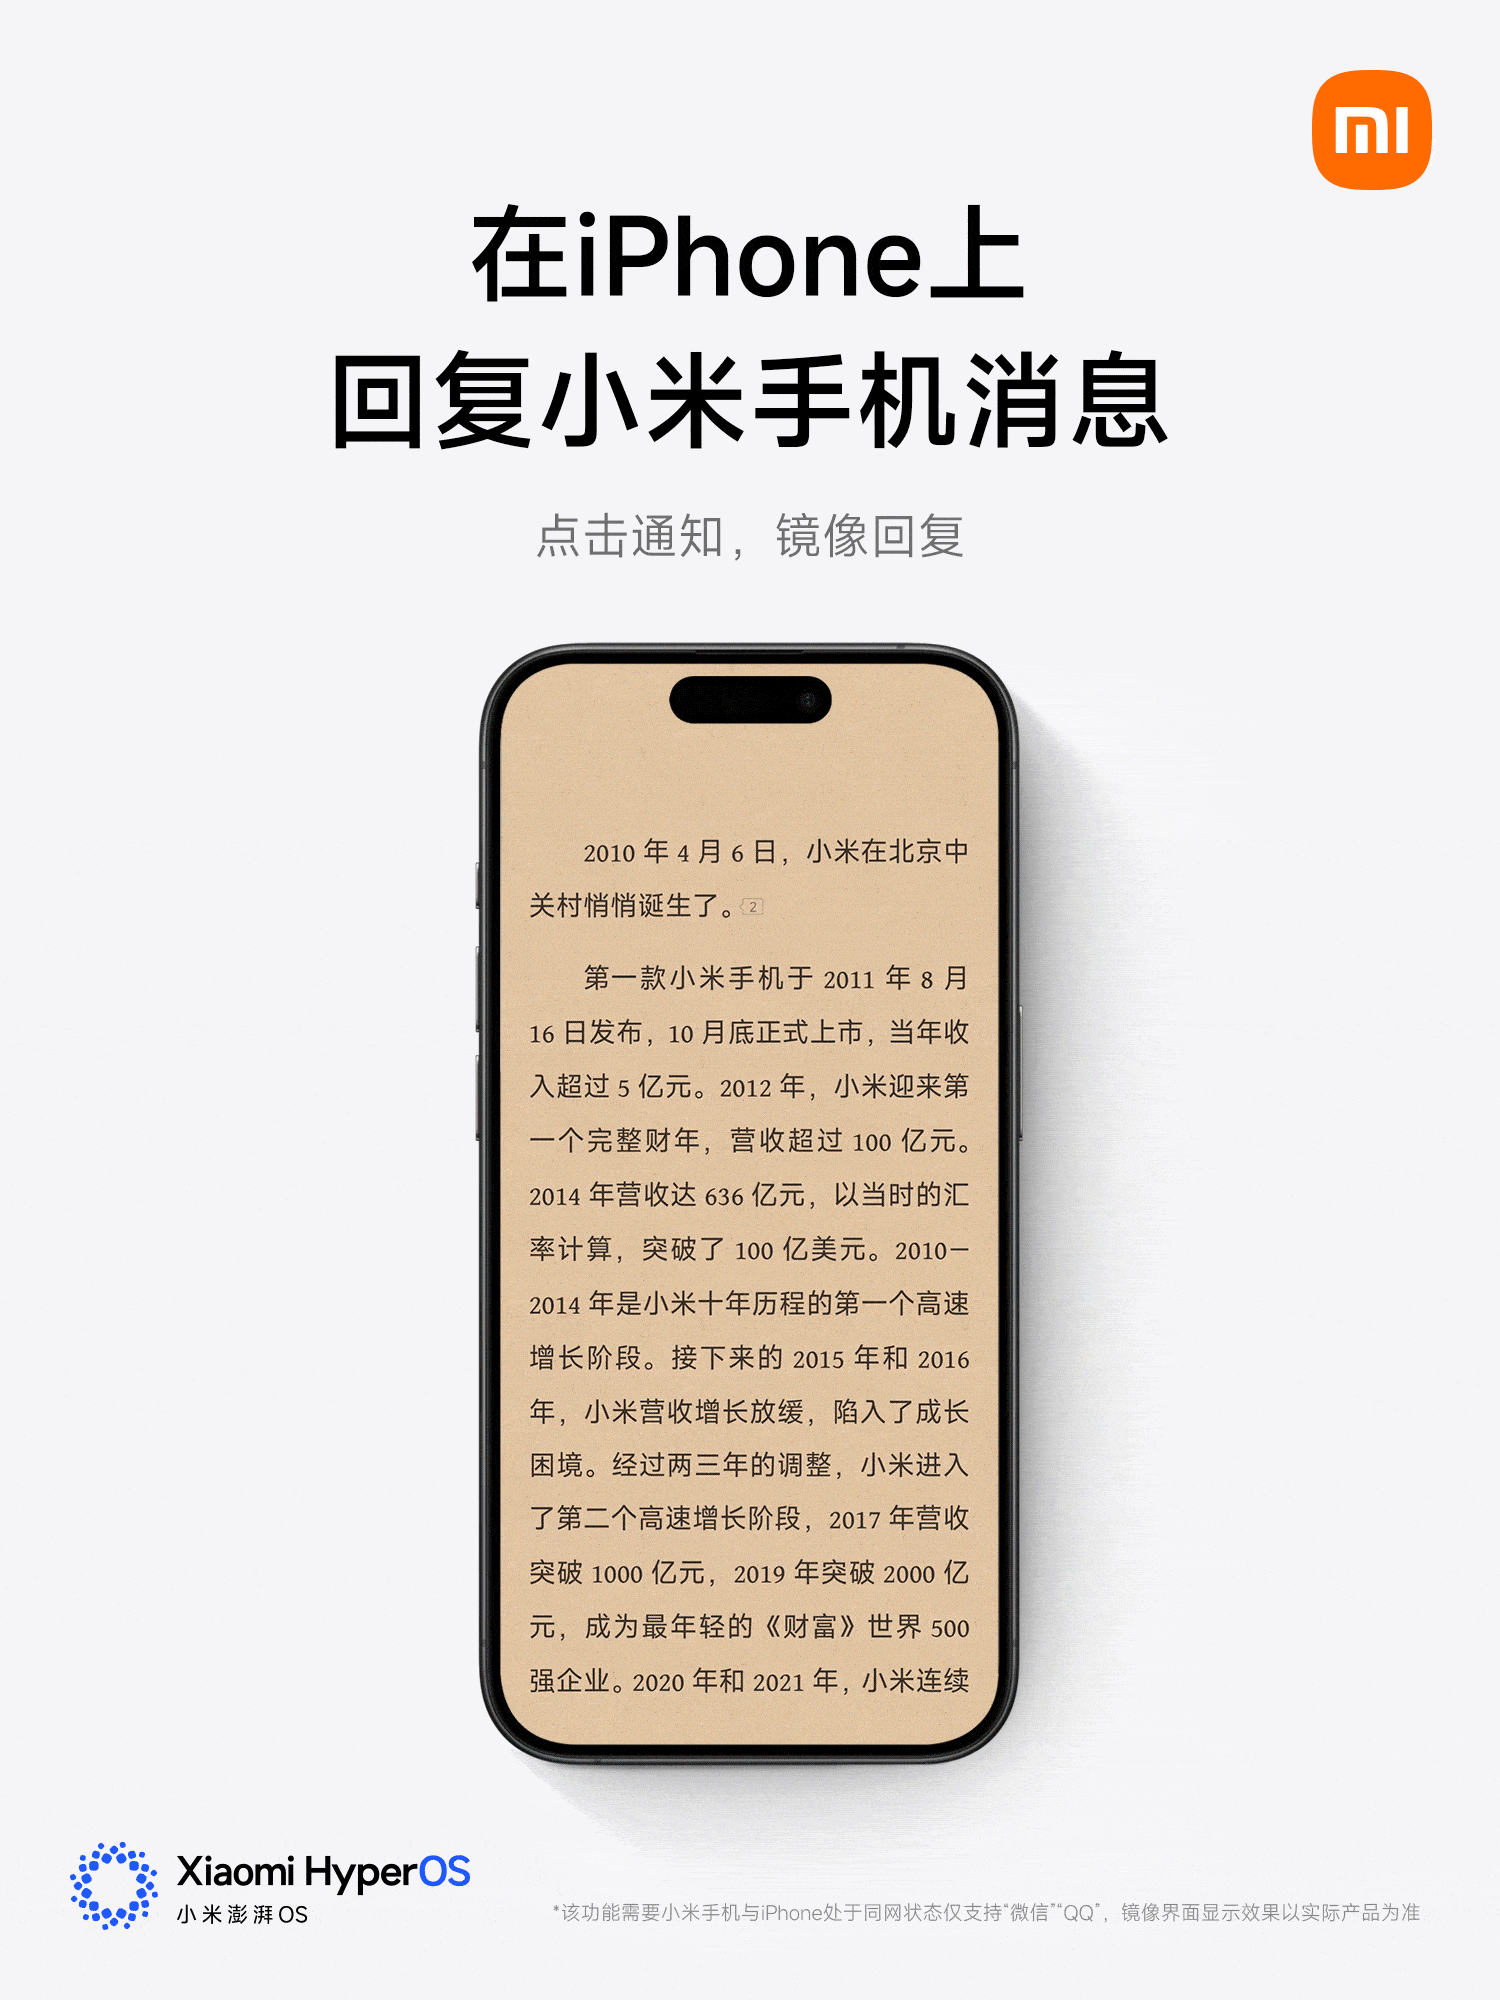 mi
在iPhone上
回复小米手机消息
点击通知，镜像回复
2010 年 4 月 6 日，小米在北京中
关村悄悄诞生了。2
第一款小米手机于 2011 年 8 月
16 日发布，10 月底正式上市，当年收
入超过 5 亿元。2012 年，小米迎来第
一个完整财年，营收超过 100 亿元。
2014 年营收达 636 亿元，以当时的汇
率计算，突破了 100 亿美元。2010—
2014 年是小米十年历程的第一个高速
增长阶段。接下来的 2015 年和 2016
年，小米营收增长放缓，陷入了成长
困境。经过两三年的调整，小米进入
了第二个高速增长阶段，2017 年营收
突破 1000 亿元，2019 年突破 2000 亿
元，成为最年轻的《财富》世界 500
强企业。2020 年和 2021 年，小米连续
Xiaomi HyperOS
小米澎湃OS
*该功能需要小米手机与iPhone处于同网状态仅支持“微信”“QQ”，镜像界面显示效果以实际产品为准